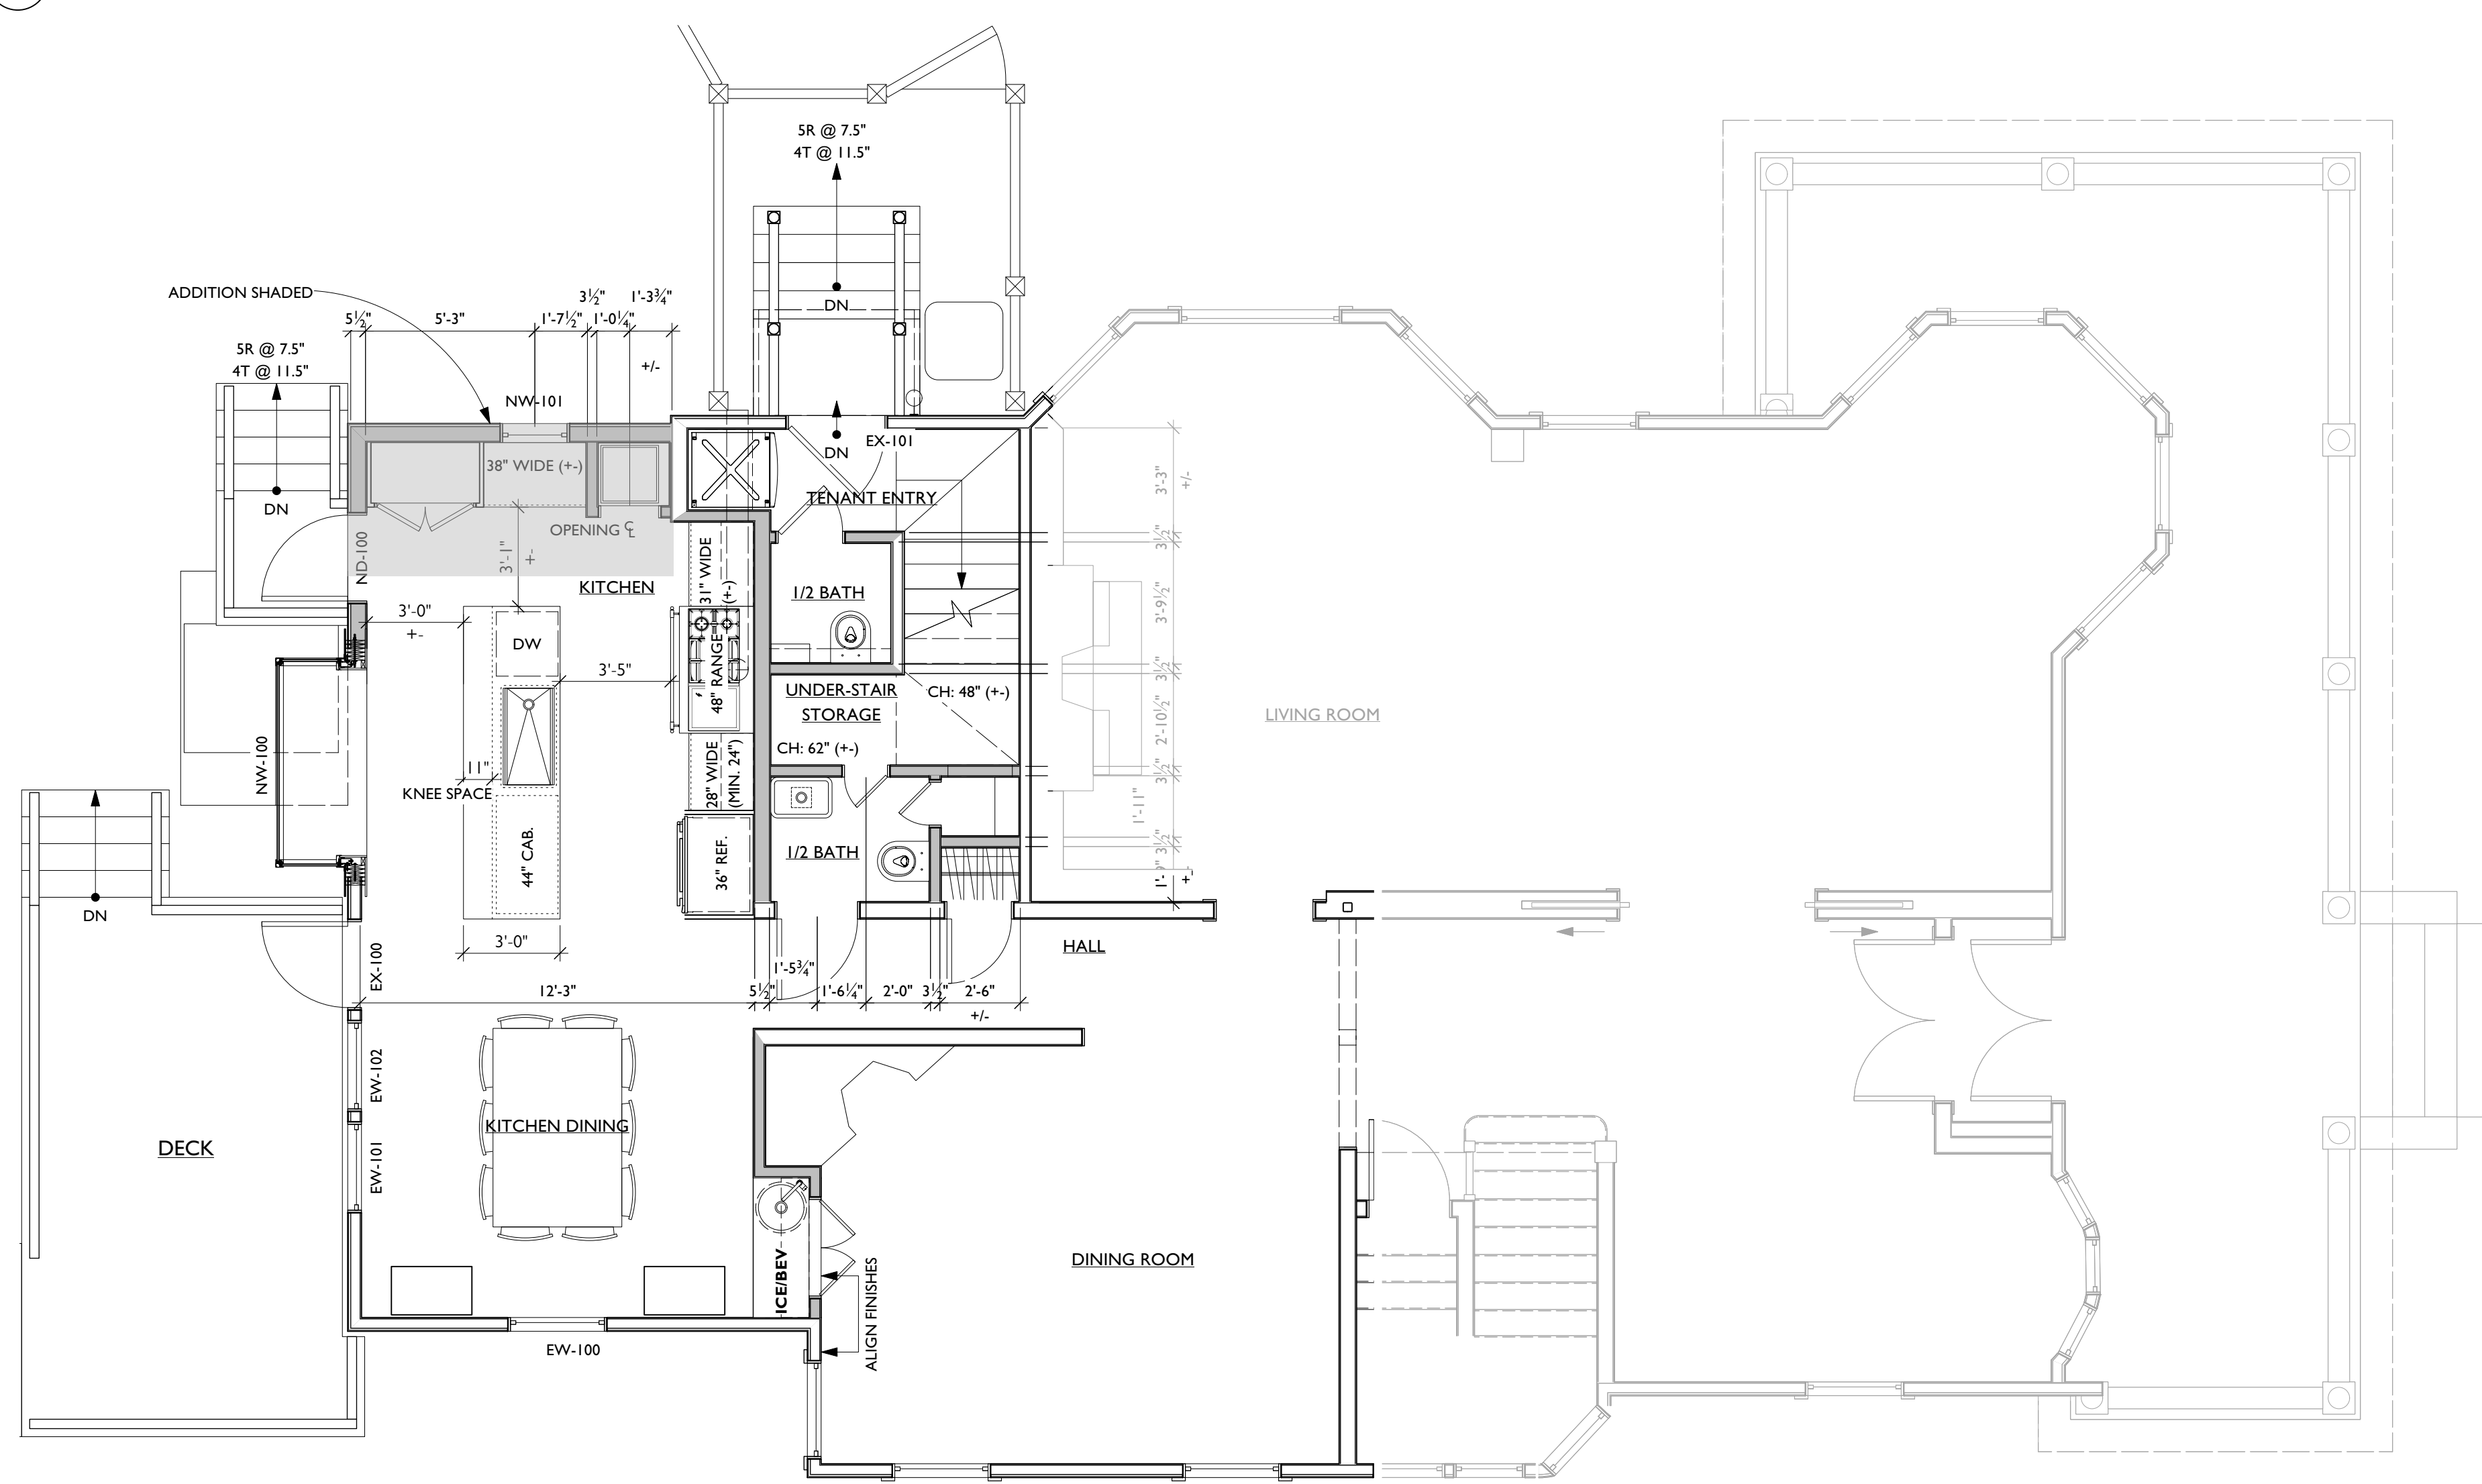 5R @ 7.5"
4T @ 11.5"
DN
ADDITION SHADED
5½"
5'-3"
1'-7½"
3½"
1'-0¼"
1'-3¾"
+/-
5R @ 7.5"
4T @ 11.5"
DN
NW-101
DN
EX-101
TENANT ENTRY
38" WIDE (+-)
OPENING ℄
ND-100
3'-1"
+-
KITCHEN
31" WIDE
(+-)
3'-0"
+-
DW
3'-5"
48" RANGE
1/2 BATH
UNDER-STAIR
STORAGE
CH: 48" (+-)
CH: 62" (+-)
NW-100
11"
KNEE SPACE
28" WIDE
(MIN. 24")
44" CAB.
36" REF.
1/2 BATH
3'-3"
+/-
3½"
3'-9½"
3½"
2'-10½"
3½"
1'-11"
3½"
LIVING ROOM
DN
3'-0"
HALL
EX-100
12'-3"
5½"
1'-5¾"
1'-6¼"
2'-0"
3½"
2'-6"
+/-
EW-102
KITCHEN DINING
EW-101
DECK
ICE/BEV
ALIGN FINISHES
DINING ROOM
EW-100